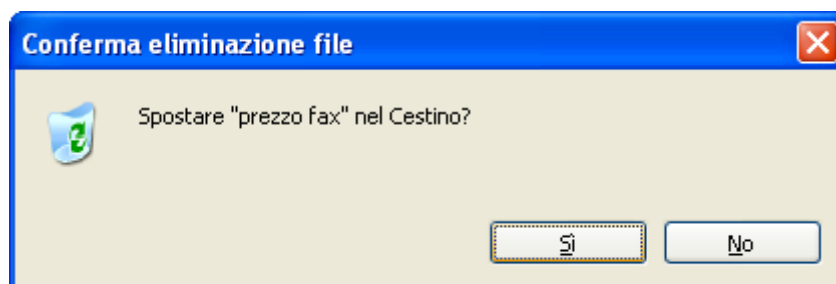 Conferma eliminazione file
Spostare "prezzo fax" nel Cestino?
Sì
No